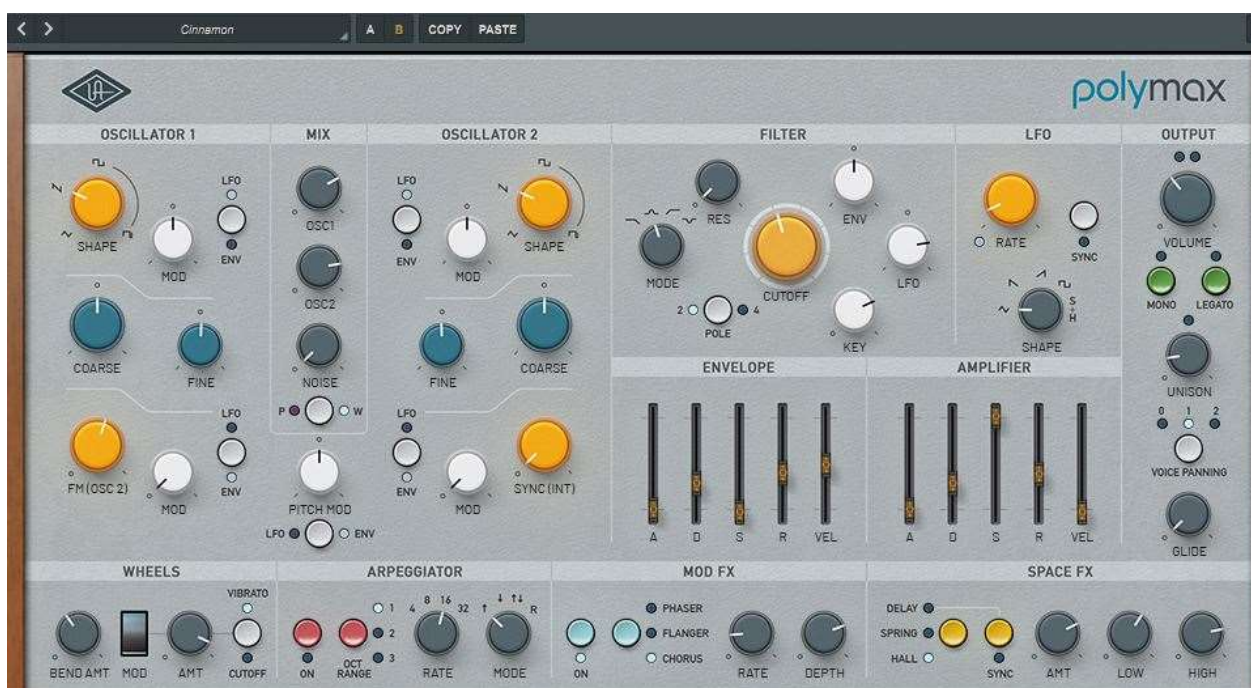 Cinnamon A B COPY PASTE
UA
polymax
OSCILLATOR 1 MIX OSCILLATOR 2 FILTER LFO OUTPUT
LFO
SHAPE
MOD
ENV
COARSE
FINE
LFO
FM (OSC 2)
MOD
ENV
OSC1
OSC2
NOISE
P W
PITCH MOD
LFO ENV
LFO
ENV
MOD
SHAPE
FINE
COARSE
LFO
ENV
MOD
SYNC (INT)
RES
ENV
MODE
CUTOFF
LFO
2 4
POLE
KEY
RATE
SYNC
S+H
SHAPE
VOLUME
MONO LEGATO
UNISON
0 1 2
VOICE PANNING
GLIDE
ENVELOPE
A D S R VEL
AMPLIFIER
A D S R VEL
WHEELS
VIBRATO
BEND AMT MOD AMT CUTOFF
ARPEGGIATOR
1
2
3
ON
OCT RANGE
4 8 16 32
RATE
R
MODE
MOD FX
ON
PHASER
FLANGER
CHORUS
RATE DEPTH
SPACE FX
DELAY
SPRING
HALL
SYNC AMT LOW HIGH